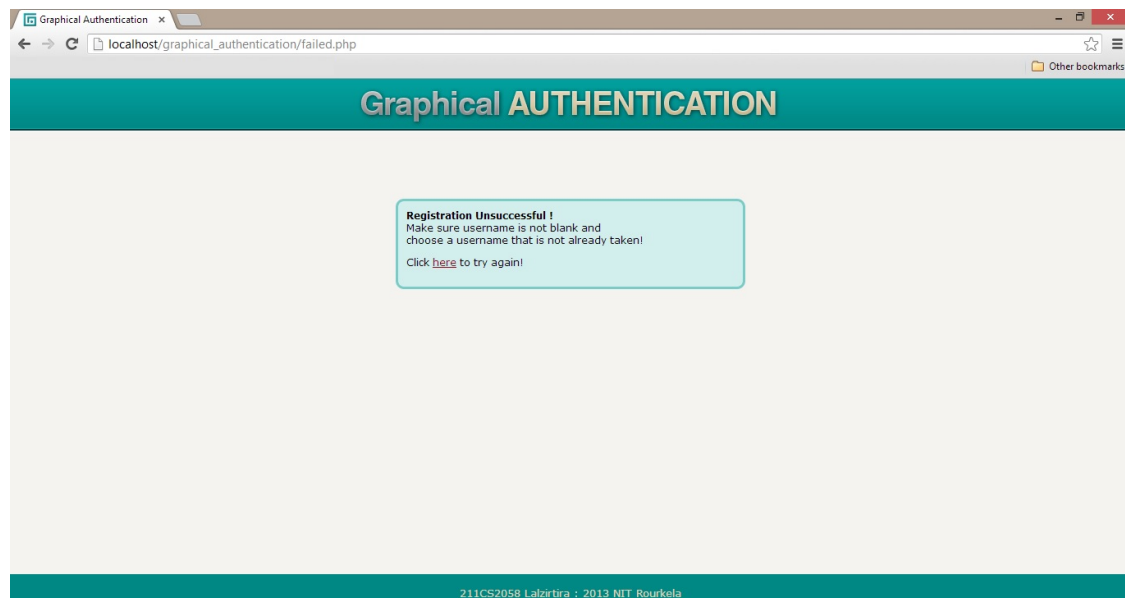 Graphical Authentication
localhost/graphical_authentication/failed.php
Other bookmarks
Graphical AUTHENTICATION
Registration Unsuccessful !
Make sure username is not blank and
choose a username that is not already taken!
Click here to try again!
211CS2058 Lalzirtira : 2013 NIT Rourkela